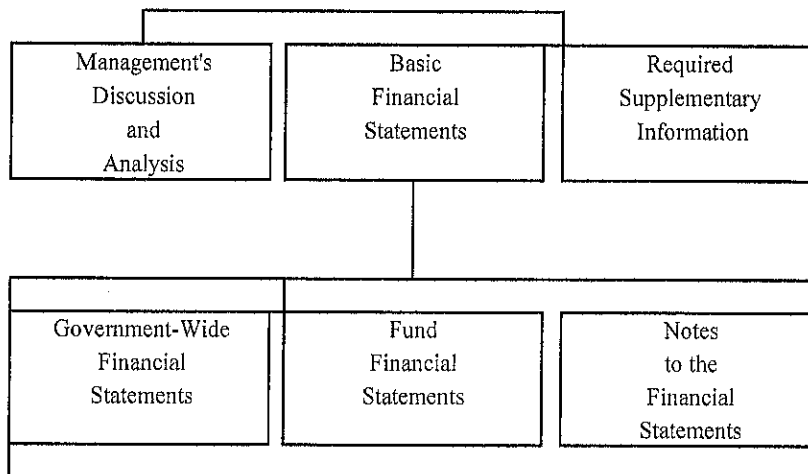 Management's
Discussion
and
Analysis
Basic
Financial
Statements
Required
Supplementary
Information
Government-Wide
Financial
Statements
Fund
Financial
Statements
Notes
to the
Financial
Statements